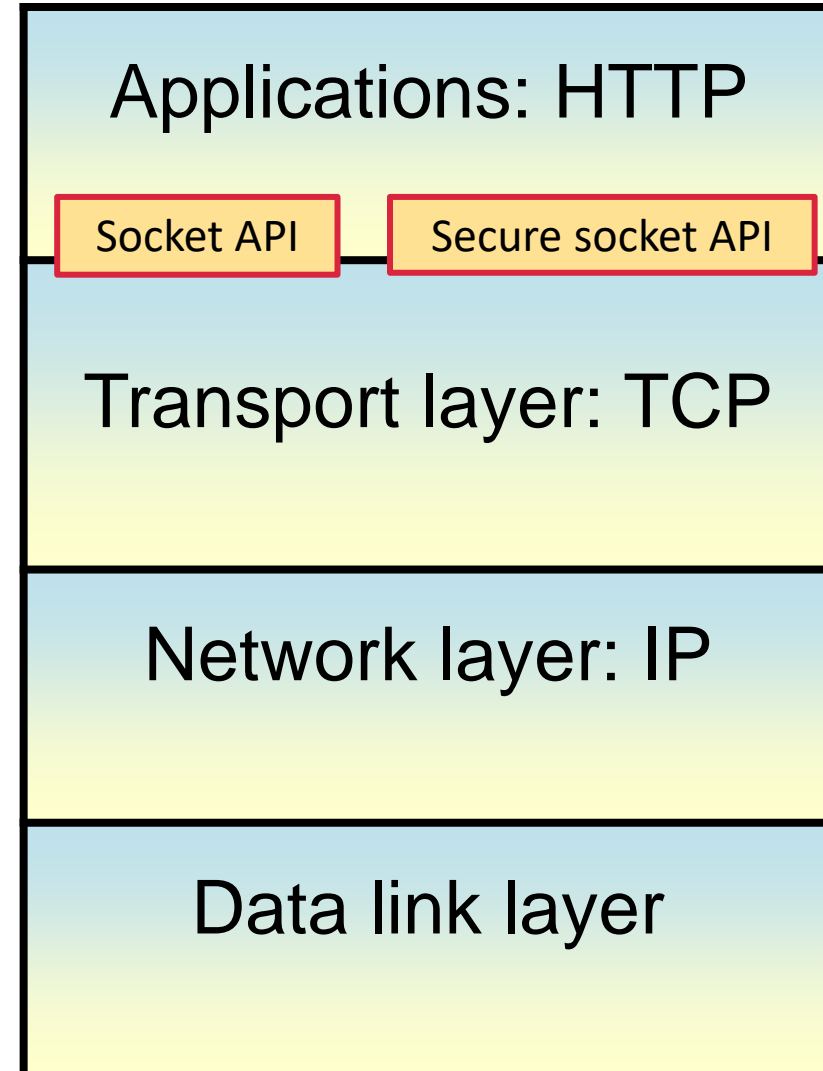 Applications: HTTP
Socket API
Secure socket API
Transport layer: TCP
Network layer: IP
Data link layer